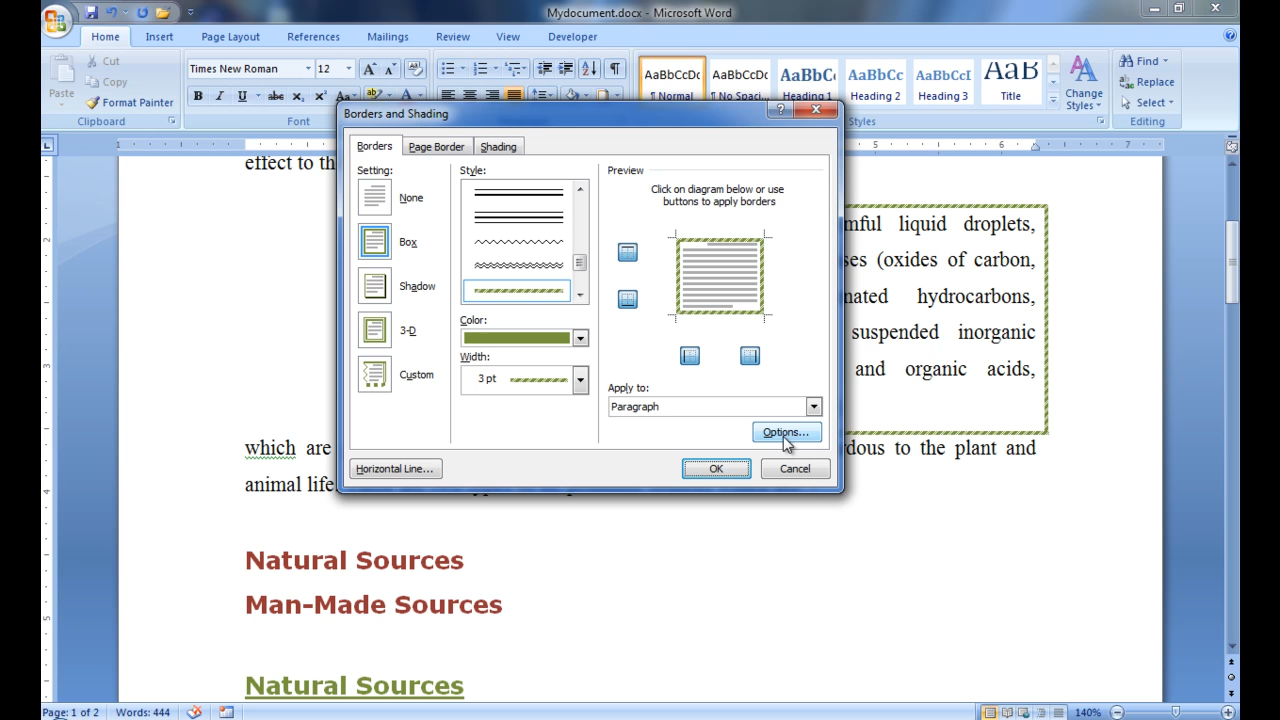 Mydocument.docx - Microsoft Word
Home Insert Page Layout References Mailings Review View Developer
Paste
Cut
Copy
Format Painter
Clipboard
Times New Roman 12
Font
AaBbCcDc
¶ Normal
AaBbCcDc
¶ No Spaci...
AaBbCc
Heading 1
AaBbCc
Heading 2
AaBbCcI
Heading 3
AaB
Title
Change
Styles
Styles
Find
Replace
Select
Editing
effect to th
Borders and Shading
Borders Page Border Shading
Setting:
None
Box
Shadow
3-D
Custom
Style:
Color:
Width:
3 pt
Preview
Click on diagram below or use
buttons to apply borders
Apply to:
Paragraph
Options...
Horizontal Line...
OK Cancel
mful liquid droplets,
ses (oxides of carbon,
nated hydrocarbons,
suspended inorganic
and organic acids,
which are
rdous to the plant and
animal life
Natural Sources
Man-Made Sources
Natural Sources
Page: 1 of 2 Words: 444 140%